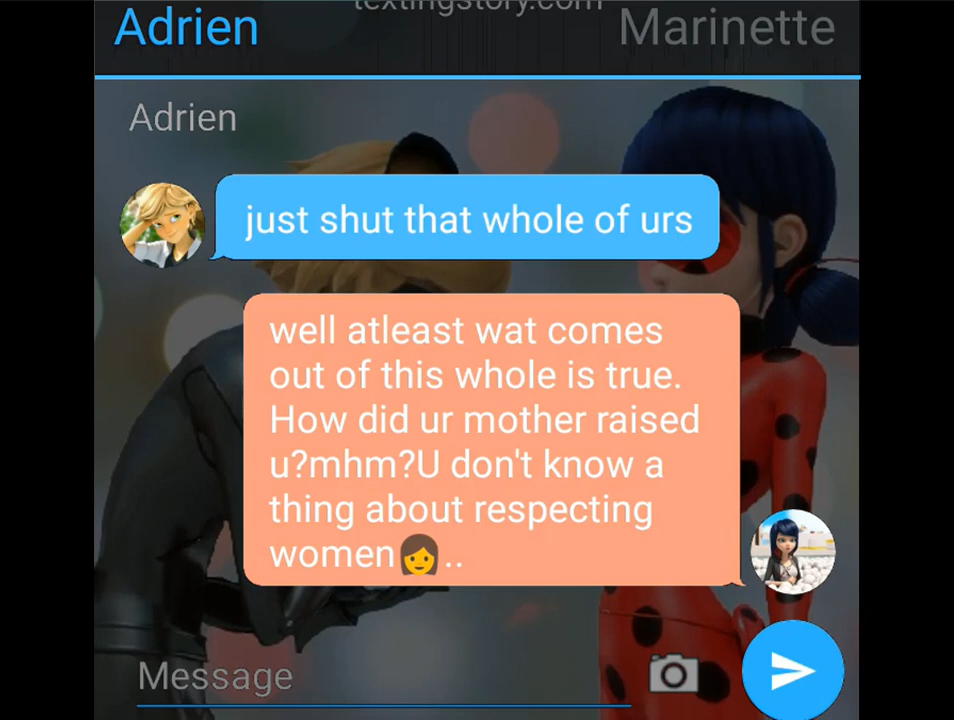 textingstory.com
Adrien Marinette
Adrien
just shut that whole of urs
well atleast wat comes
out of this whole is true.
How did ur mother raised
u?mhm?U don't know a
thing about respecting
women👩..
Message